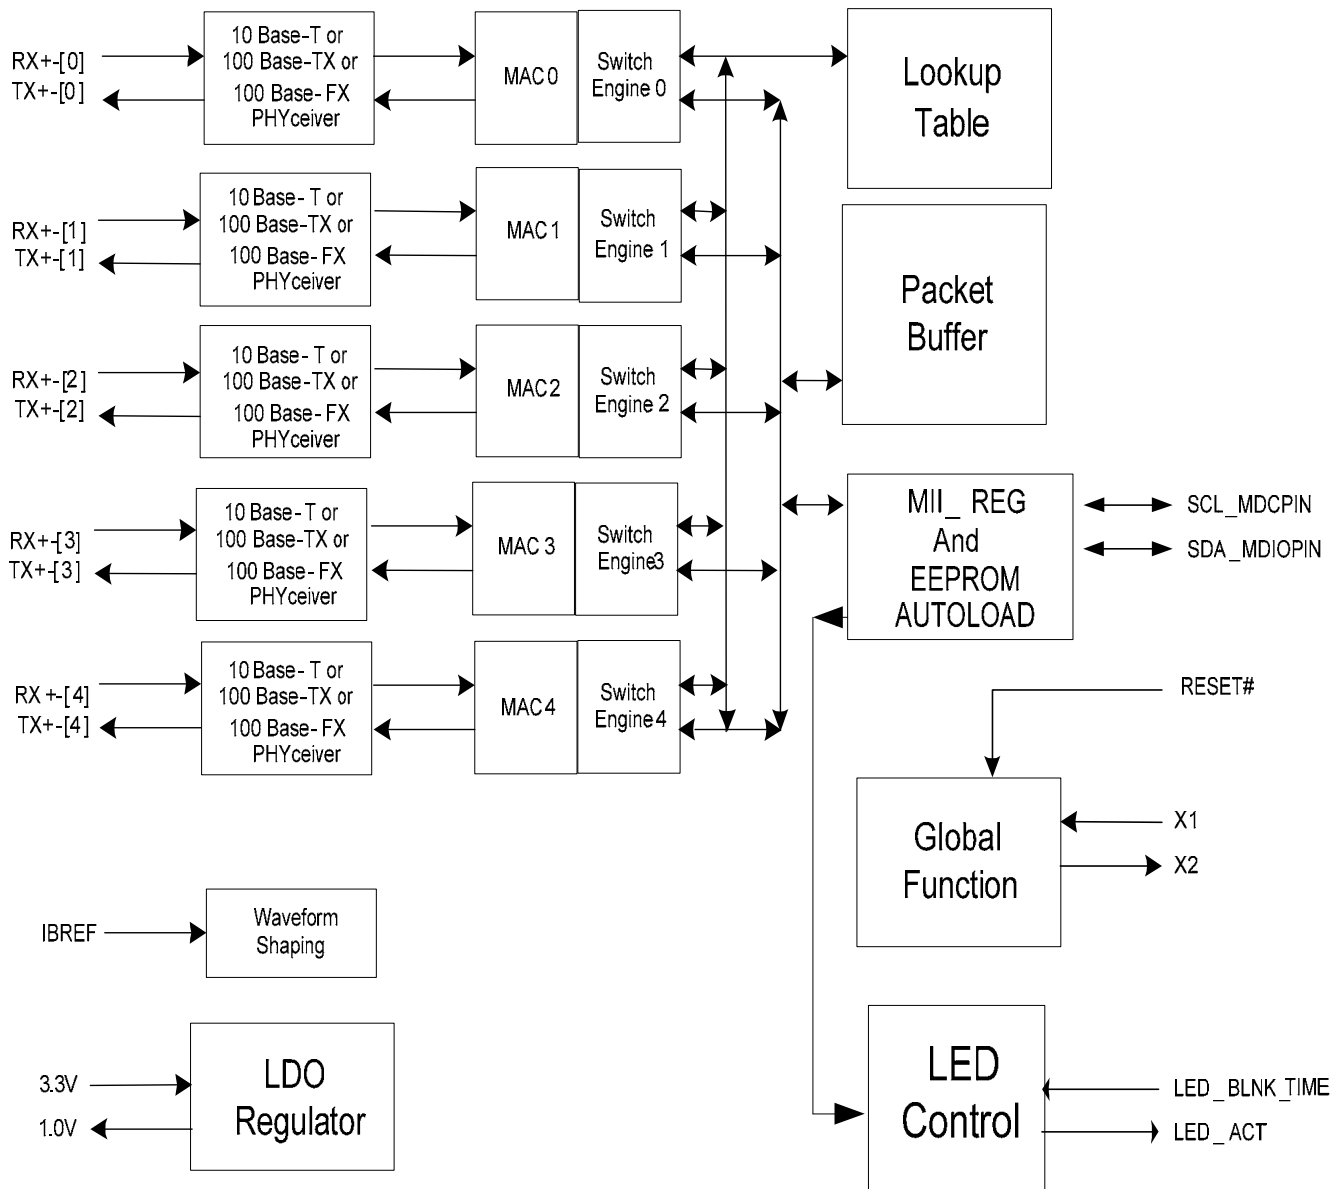 RX+-[0]
TX+-[0]
10 Base-T or
100 Base-TX or
100 Base-FX
PHYceiver
MAC 0
Switch
Engine 0
Lookup
Table
RX+-[1]
TX+-[1]
10 Base-T or
100 Base-TX or
100 Base-FX
PHYceiver
MAC 1
Switch
Engine 1
Packet
Buffer
RX+-[2]
TX+-[2]
10 Base-T or
100 Base-TX or
100 Base-FX
PHYceiver
MAC 2
Switch
Engine 2
RX+-[3]
TX+-[3]
10 Base-T or
100 Base-TX or
100 Base-FX
PHYceiver
MAC 3
Switch
Engine3
MII_ REG
And
EEPROM
AUTOLOAD
SCL_MDCPIN
SDA_MDIOPIN
RX +-[4]
TX+-[4]
10 Base-T or
100 Base-TX or
100 Base-FX
PHYceiver
MAC 4
Switch
Engine 4
RESET#
Global
Function
X1
X2
IBREF
Waveform
Shaping
3.3V
1.0V
LDO
Regulator
LED
Control
LED_BLNK_TIME
LED_ACT